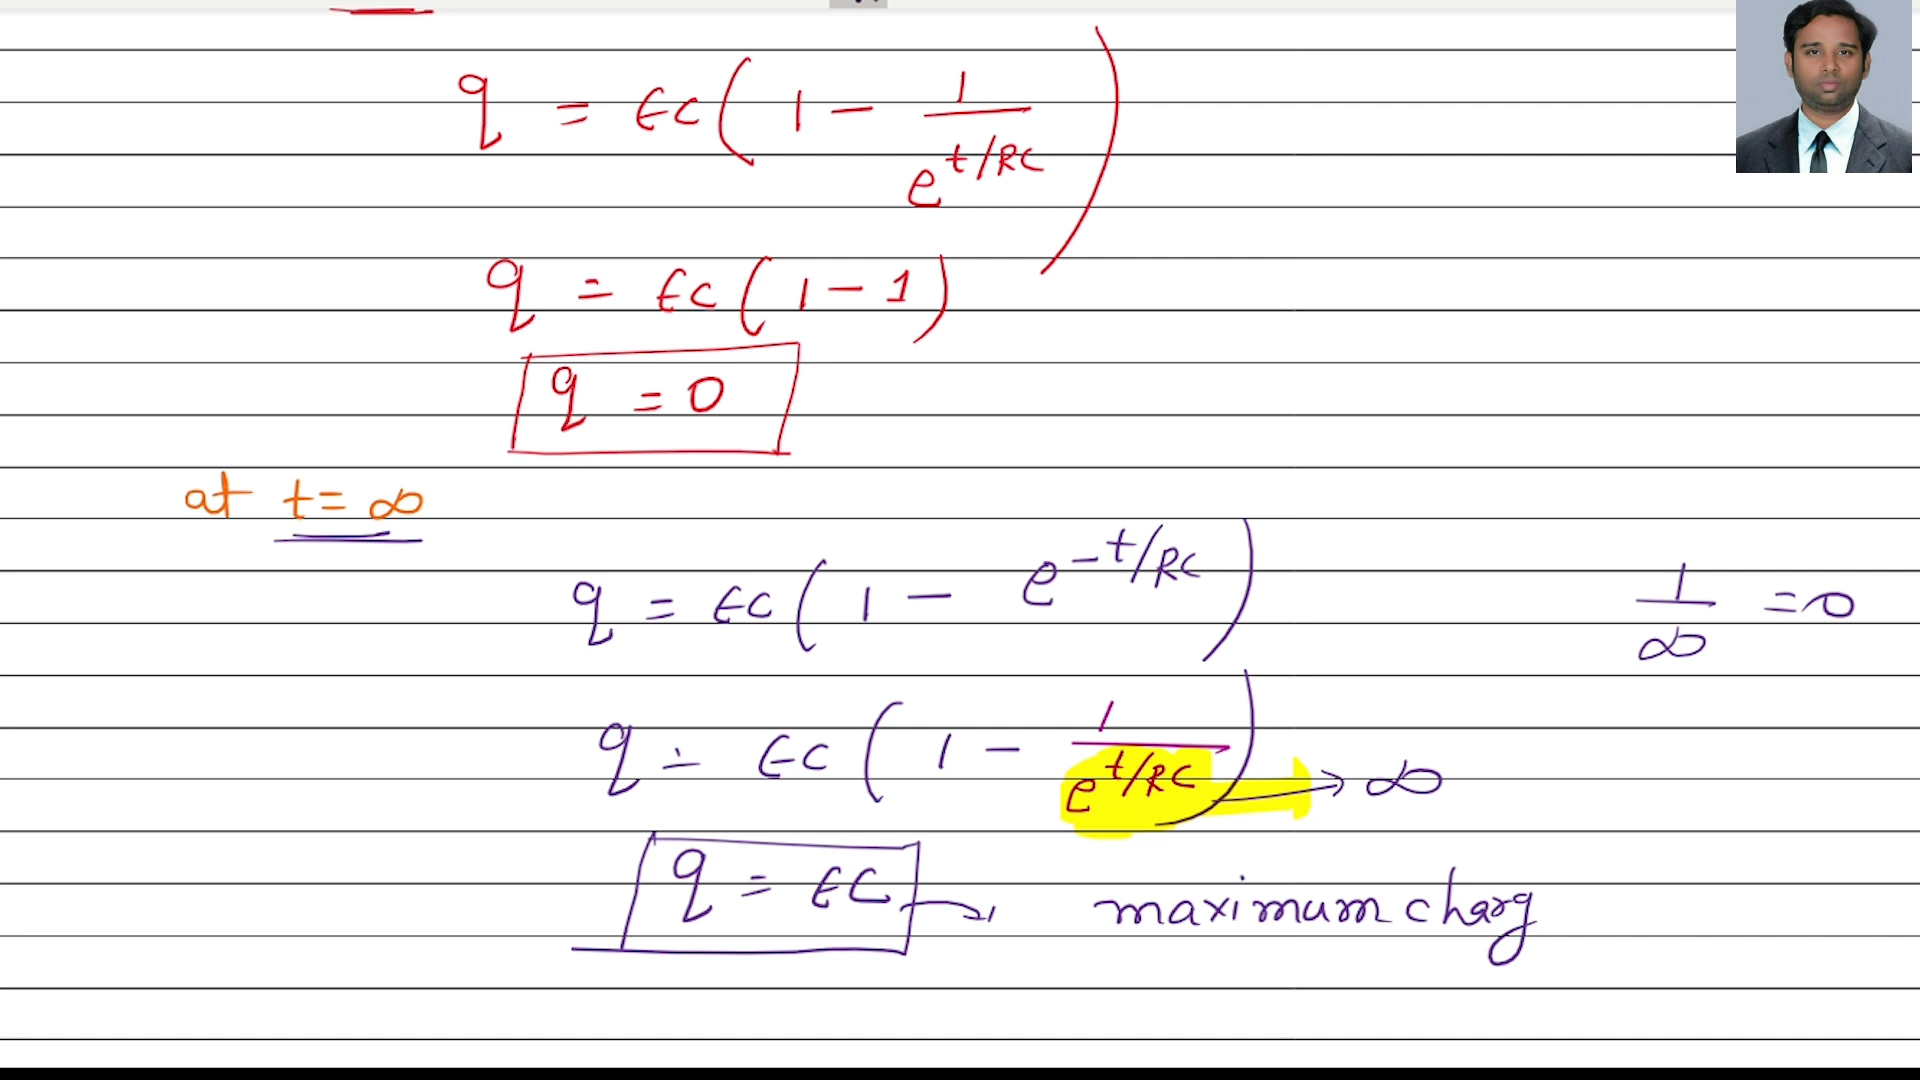 q = εC(1 - 1/e^t/RC)
q = εC(1 - 1)
q = 0
at t = ∞
q = εC(1 - e^-t/RC)
1/∞ = 0
q = εC(1 - 1/e^t/RC) → ∞
q = εC → maximum charg